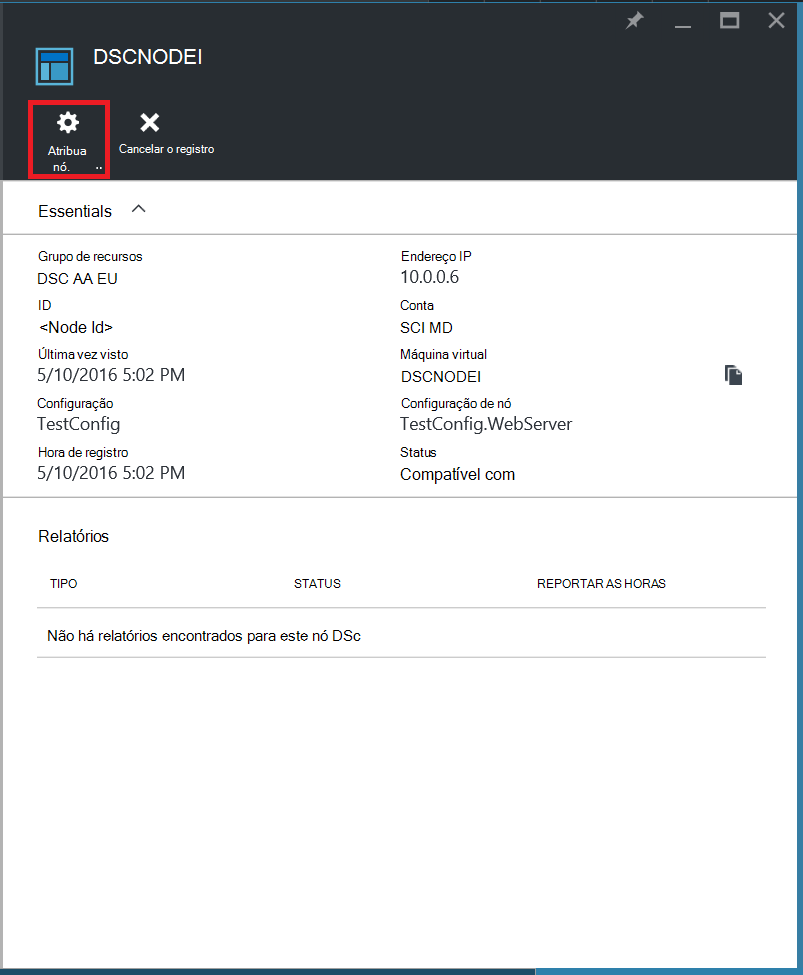 DSCNODEI
Atribua
nó. ..
Cancelar o registro
Essentials
Grupo de recursos
DSC AA EU
Endereço IP
10.0.0.6
ID
<Node Id>
Conta
SCI MD
Última vez visto
5/10/2016 5:02 PM
Máquina virtual
DSCNODEI
Configuração
TestConfig
Configuração de nó
TestConfig.WebServer
Hora de registro
5/10/2016 5:02 PM
Status
Compatível com
Relatórios
TIPO STATUS REPORTAR AS HORAS
Não há relatórios encontrados para este nó DSc